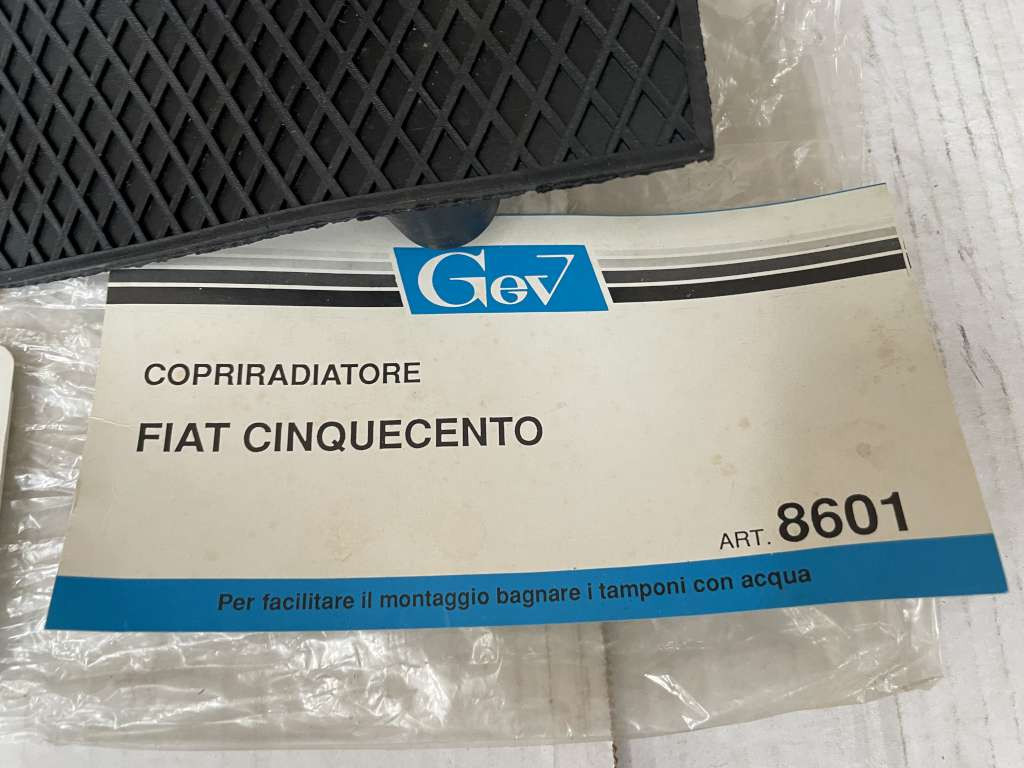 Gev
COPRIRADIATORE
FIAT CINQUECENTO
ART. 8601
Per facilitare il montaggio bagnare i tamponi con acqua